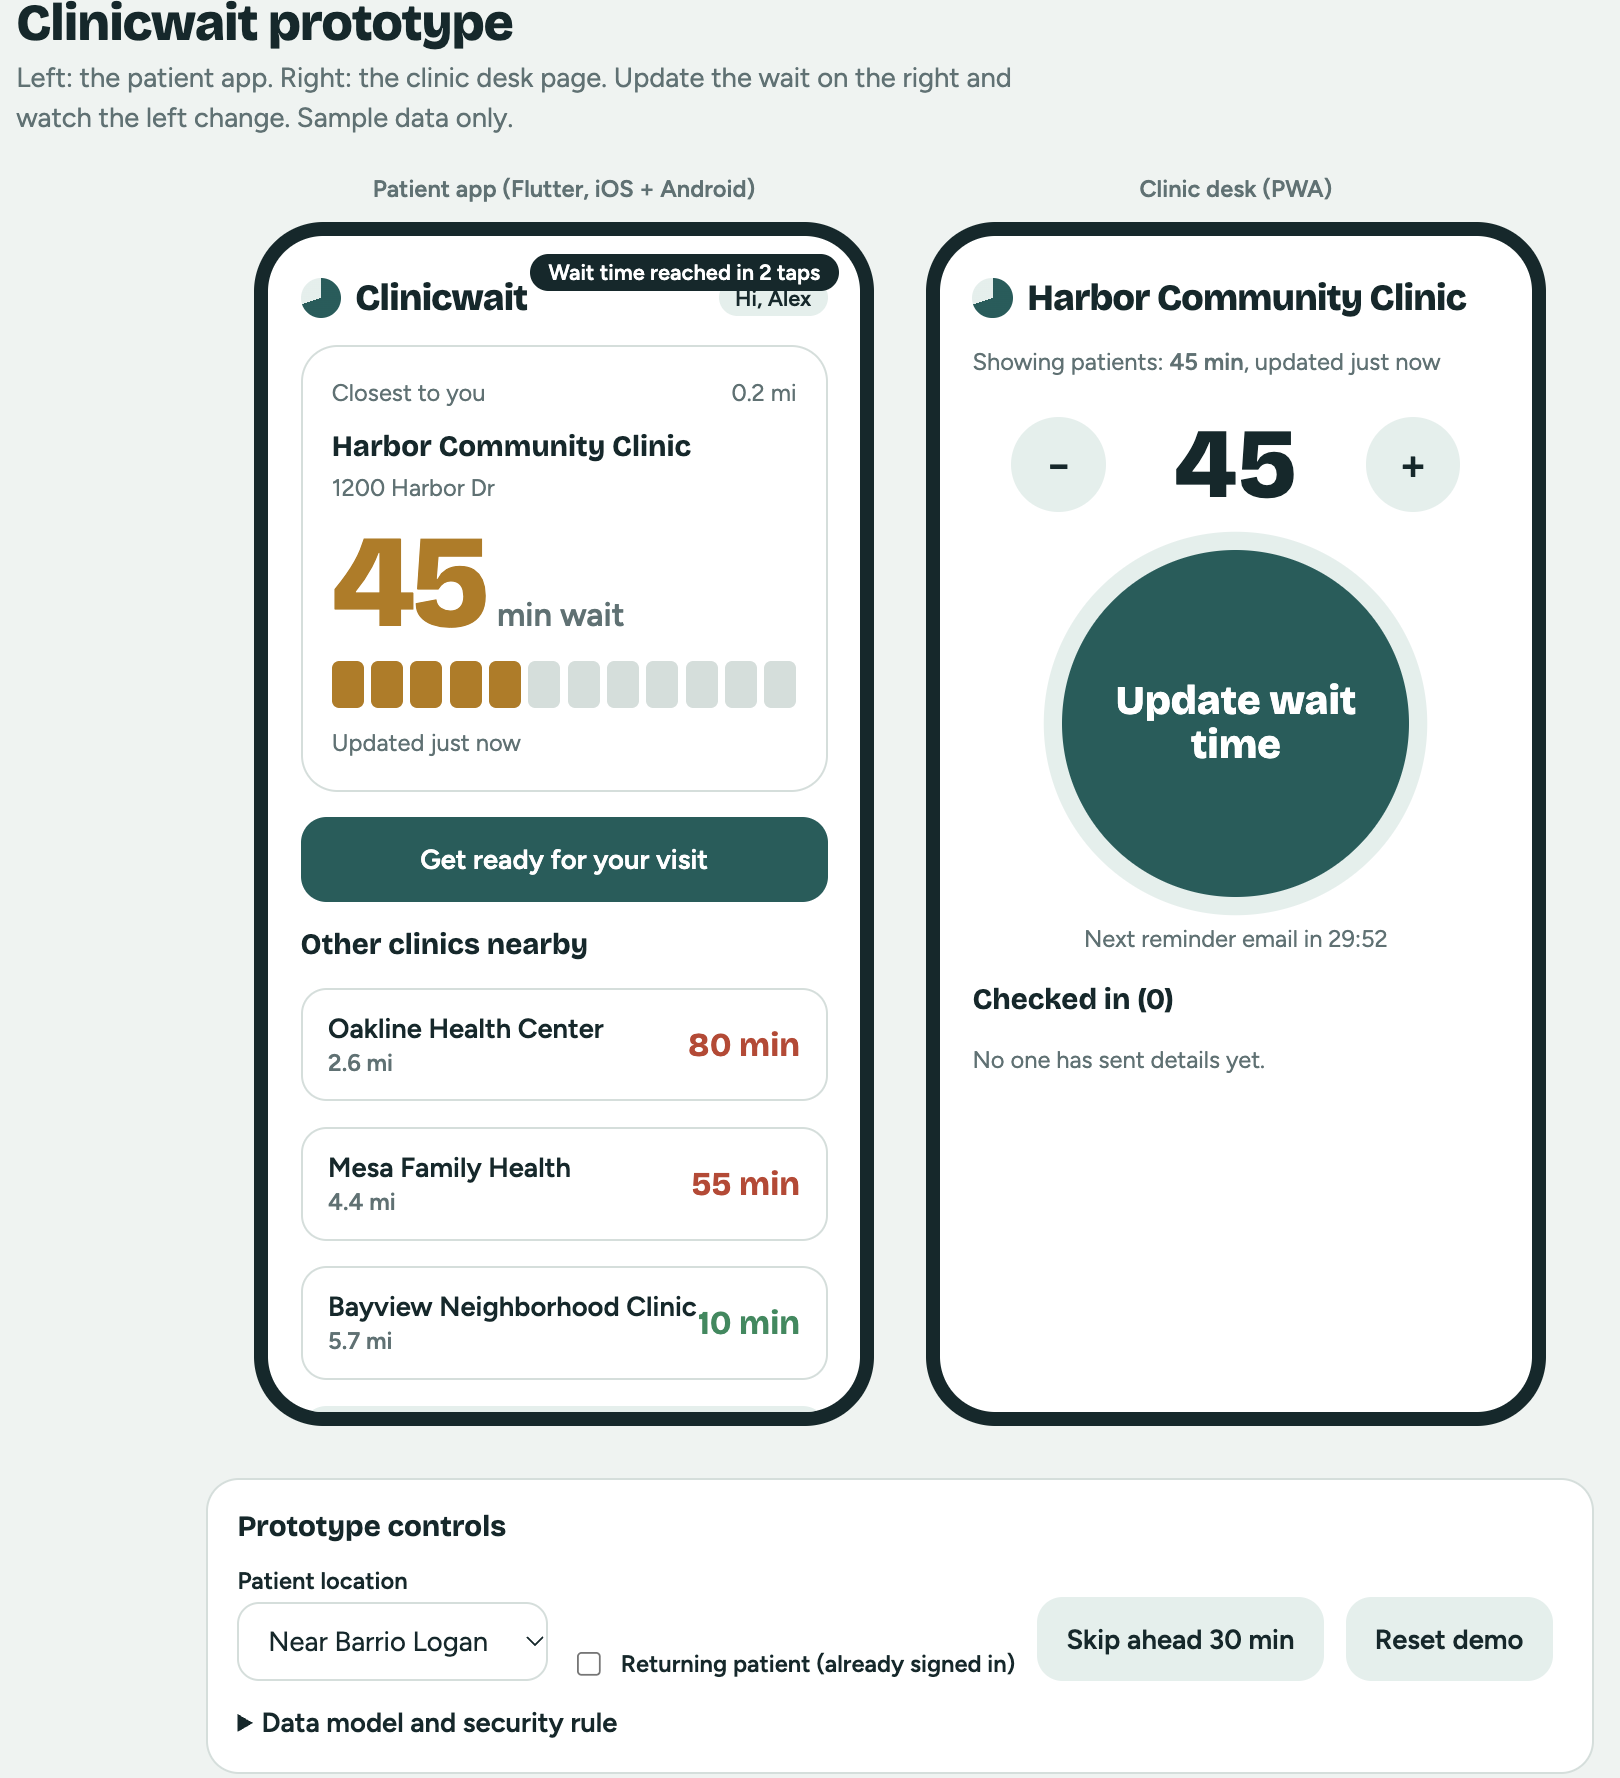 Clinicwait prototype
Left: the patient app. Right: the clinic desk page. Update the wait on the right and
watch the left change. Sample data only.
Patient app (Flutter, iOS + Android)
Wait time reached in 2 taps
Clinicwait
Hi, Alex
Closest to you
0.2 mi
Harbor Community Clinic
1200 Harbor Dr
45 min wait
Updated just now
Get ready for your visit
Other clinics nearby
Oakline Health Center
2.6 mi
80 min
Mesa Family Health
4.4 mi
55 min
Bayview Neighborhood Clinic
5.7 mi
10 min
Clinic desk (PWA)
Harbor Community Clinic
Showing patients: 45 min, updated just now
− 45 +
Update wait
time
Next reminder email in 29:52
Checked in (0)
No one has sent details yet.
Prototype controls
Patient location
Near Barrio Logan
Returning patient (already signed in)
Skip ahead 30 min
Reset demo
Data model and security rule